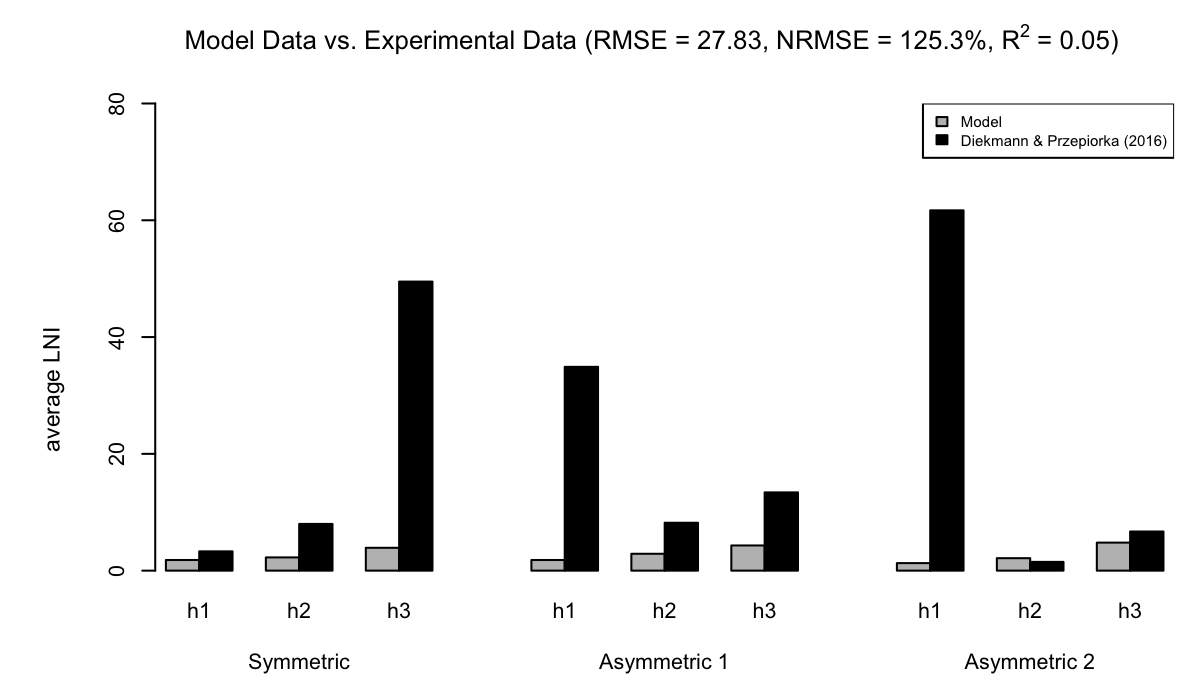 Model Data vs. Experimental Data (RMSE = 27.83, NRMSE = 125.3%, R² = 0.05)
Model
Diekmann & Przepiorka (2016)
average LNI
80
60
40
20
0
h1 h2 h3 h1 h2 h3 h1 h2 h3
Symmetric Asymmetric 1 Asymmetric 2